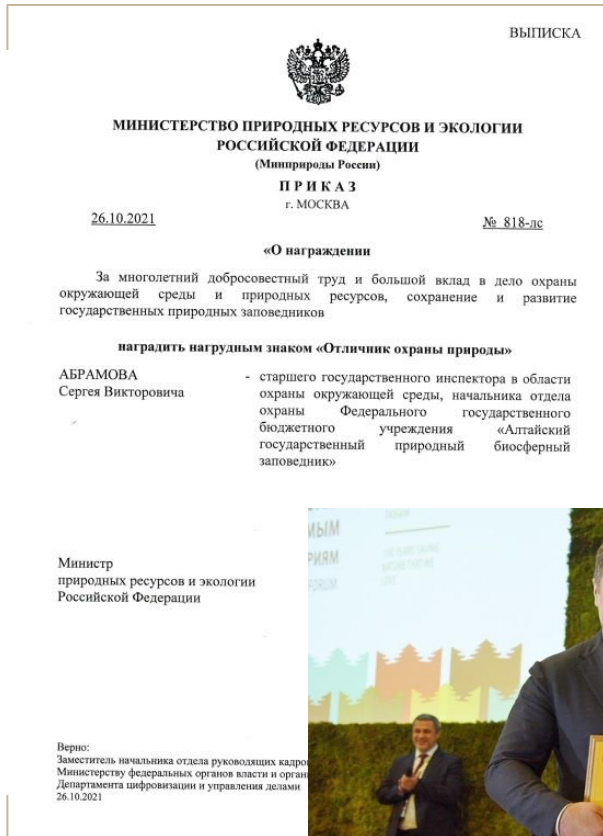 ВЫПИСКА
МИНИСТЕРСТВО ПРИРОДНЫХ РЕСУРСОВ И ЭКОЛОГИИ
РОССИЙСКОЙ ФЕДЕРАЦИИ
(Минприроды России)
П Р И К А З
г. МОСКВА
26.10.2021
№ 818-лс
«О награждении
За многолетний добросовестный труд и большой вклад в дело охраны
окружающей среды и природных ресурсов, сохранение и развитие
государственных природных заповедников
наградить нагрудным знаком «Отличник охраны природы»
АБРАМОВА
Сергея Викторовича
- старшего государственного инспектора в области
охраны окружающей среды, начальника отдела
охраны Федерального государственного
бюджетного учреждения «Алтайский
государственный природный биосферный
заповедник»
Министр
природных ресурсов и экологии
Российской Федерации
Верно:
Заместитель начальника отдела руководящих кадро
Министерству федеральных органов власти и орган
Департамента цифровизации и управления делами
26.10.2021
МЫМ
РИЯМ
FORUM